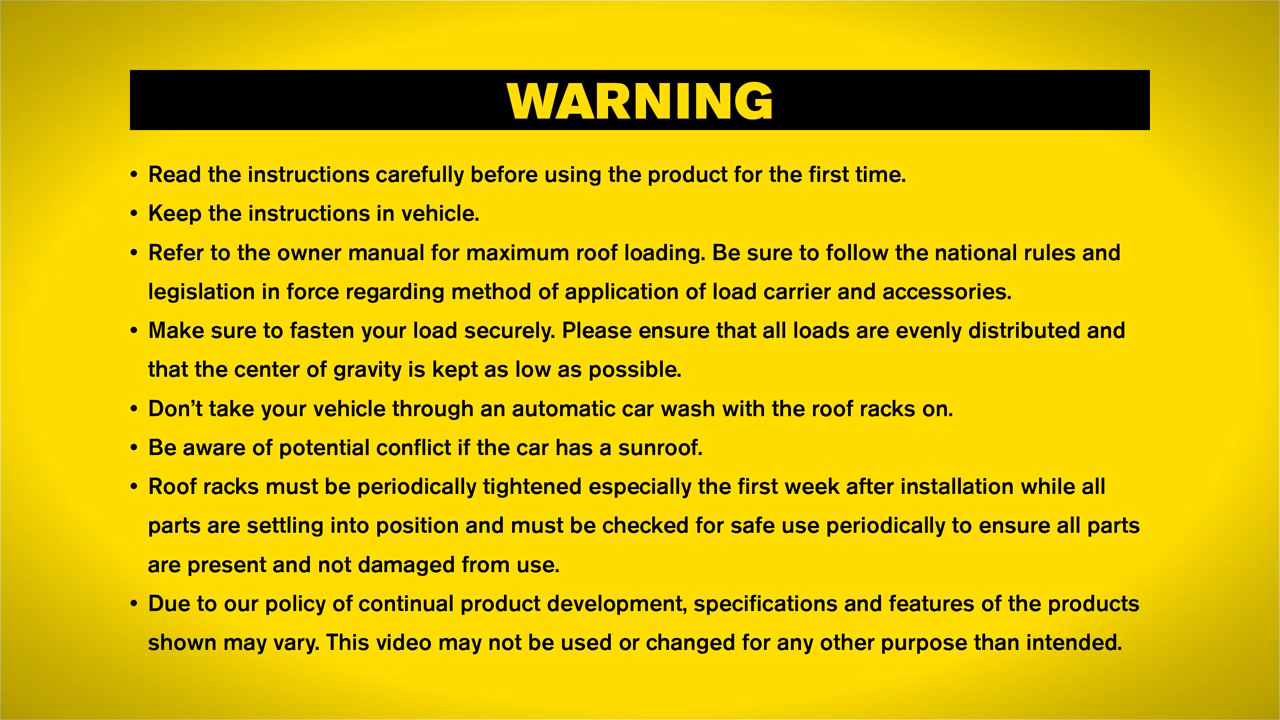 WARNING
• Read the instructions carefully before using the product for the first time.
• Keep the instructions in vehicle.
• Refer to the owner manual for maximum roof loading. Be sure to follow the national rules and
legislation in force regarding method of application of load carrier and accessories.
• Make sure to fasten your load securely. Please ensure that all loads are evenly distributed and
that the center of gravity is kept as low as possible.
• Don’t take your vehicle through an automatic car wash with the roof racks on.
• Be aware of potential conflict if the car has a sunroof.
• Roof racks must be periodically tightened especially the first week after installation while all
parts are settling into position and must be checked for safe use periodically to ensure all parts
are present and not damaged from use.
• Due to our policy of continual product development, specifications and features of the products
shown may vary. This video may not be used or changed for any other purpose than intended.